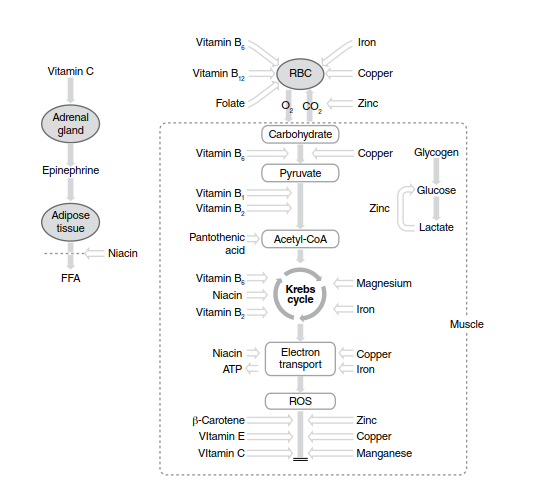 Vitamin C
Adrenal
gland
Epinephrine
Adipose
tissue
Niacin
FFA
Vitamin B6
Iron
Vitamin B12
RBC
Copper
Folate
O2
CO2
Zinc
Carbohydrate
Vitamin B6
Copper
Pyruvate
Vitamin B1
Vitamin B2
Pantothenic
acid
Acetyl-CoA
Vitamin B6
Niacin
Vitamin B2
Krebs
cycle
Magnesium
Iron
Niacin
ATP
Electron
transport
Copper
Iron
ROS
β-Carotene
VItamin E
VItamin C
Zinc
Copper
Manganese
Glycogen
Glucose
Zinc
Lactate
Muscle